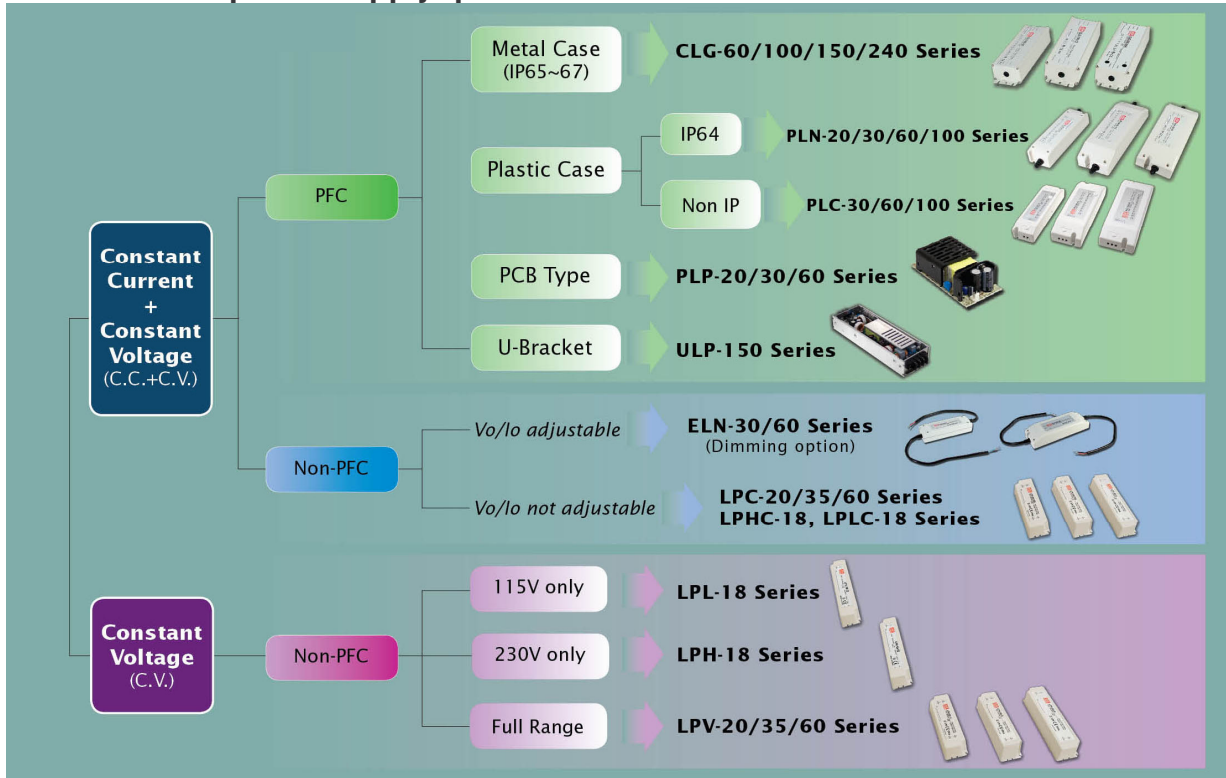 Metal Case
(IP65~67)
CLG-60/100/150/240 Series
IP64
PLN-20/30/60/100 Series
Plastic Case
PFC
Non IP
PLC-30/60/100 Series
Constant
Current
+
Constant
Voltage
(C.C.+C.V.)
PCB Type
PLP-20/30/60 Series
U-Bracket
ULP-150 Series
Vo/Io adjustable
ELN-30/60 Series
(Dimming option)
Non-PFC
Vo/Io not adjustable
LPC-20/35/60 Series
LPHC-18, LPLC-18 Series
115V only
LPL-18 Series
Constant
Voltage
(C.V.)
Non-PFC
230V only
LPH-18 Series
Full Range
LPV-20/35/60 Series